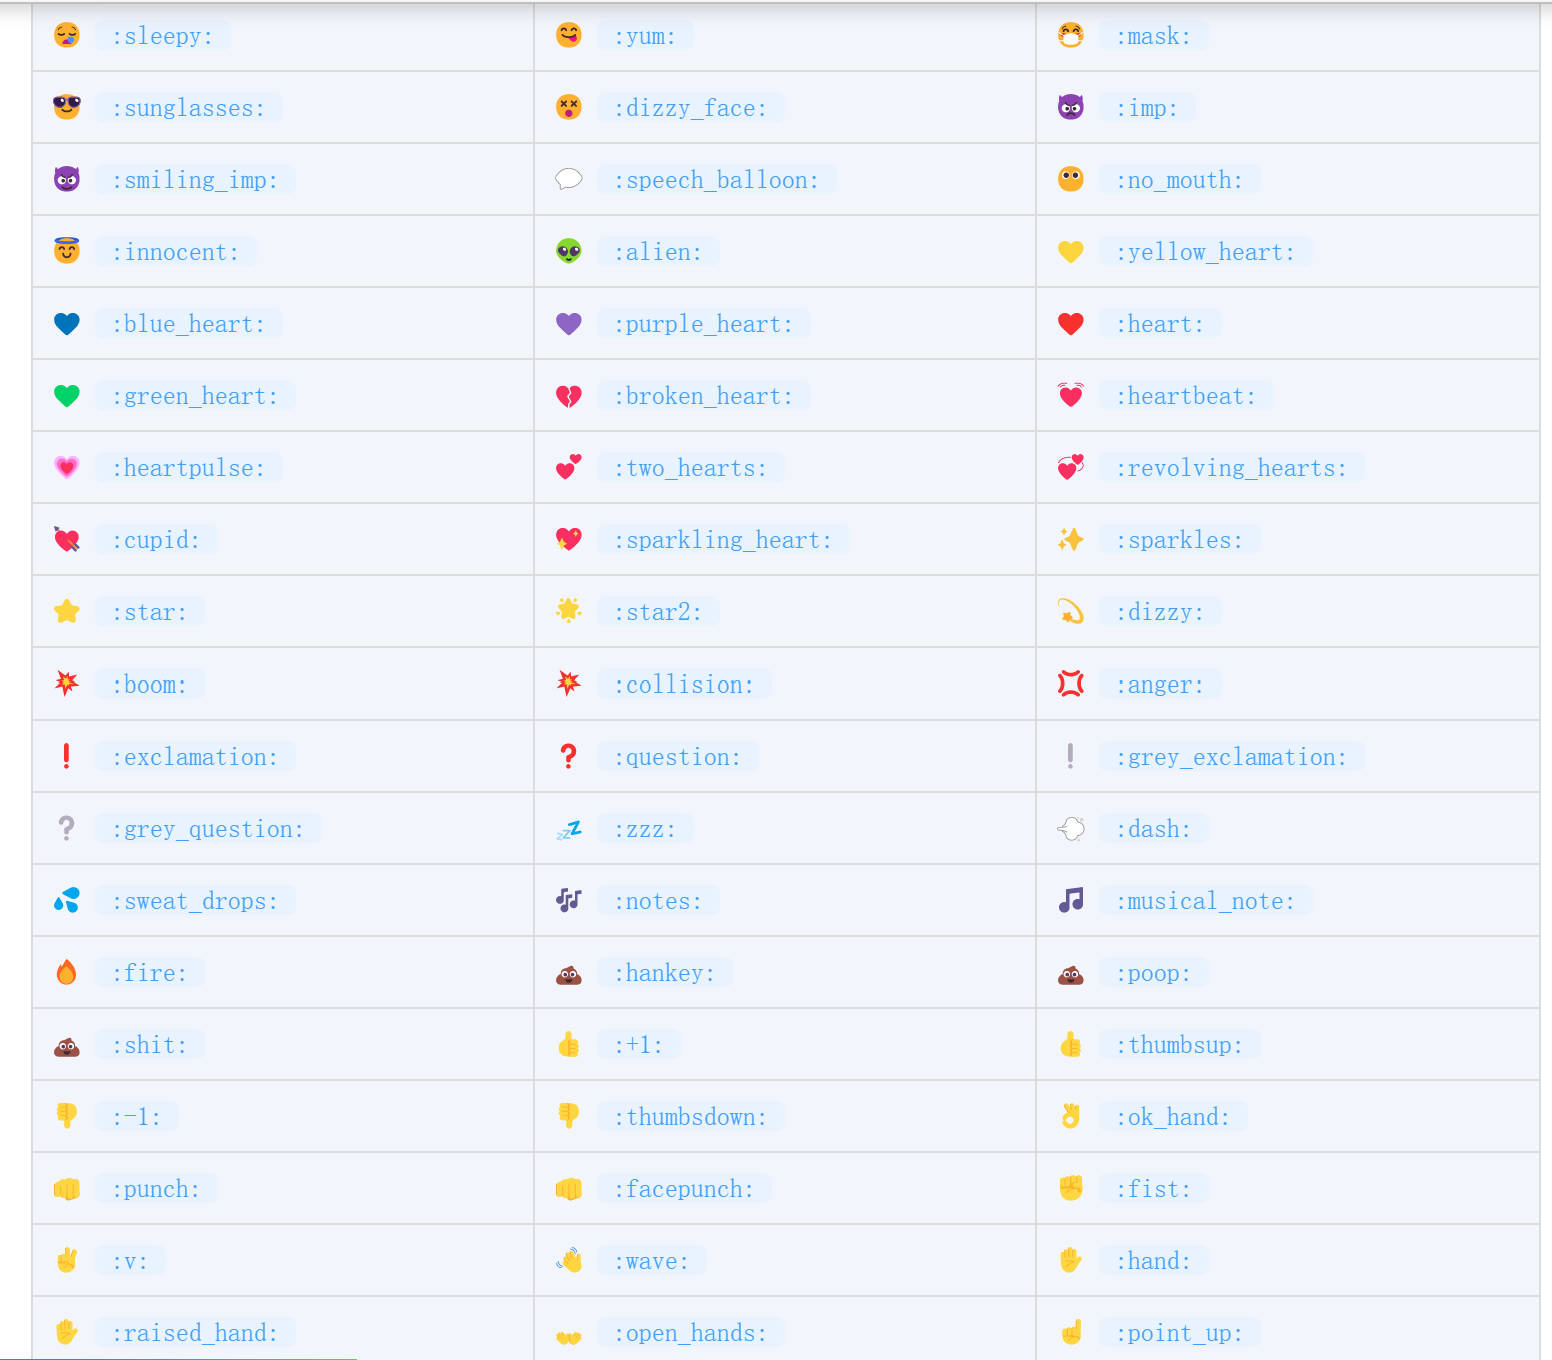 :sleepy: :yum: :mask:
:sunglasses: :dizzy_face: :imp:
:smiling_imp: :speech_balloon: :no_mouth:
:innocent: :alien: :yellow_heart:
:blue_heart: :purple_heart: :heart:
:green_heart: :broken_heart: :heartbeat:
:heartpulse: :two_hearts: :revolving_hearts:
:cupid: :sparkling_heart: :sparkles:
:star: :star2: :dizzy:
:boom: :collision: :anger:
:exclamation: :question: :grey_exclamation:
:grey_question: :zzz: :dash:
:sweat_drops: :notes: :musical_note:
:fire: :hankey: :poop:
:shit: :+1: :thumbsup:
:-1: :thumbsdown: :ok_hand:
:punch: :facepunch: :fist:
:v: :wave: :hand:
:raised_hand: :open_hands: :point_up: